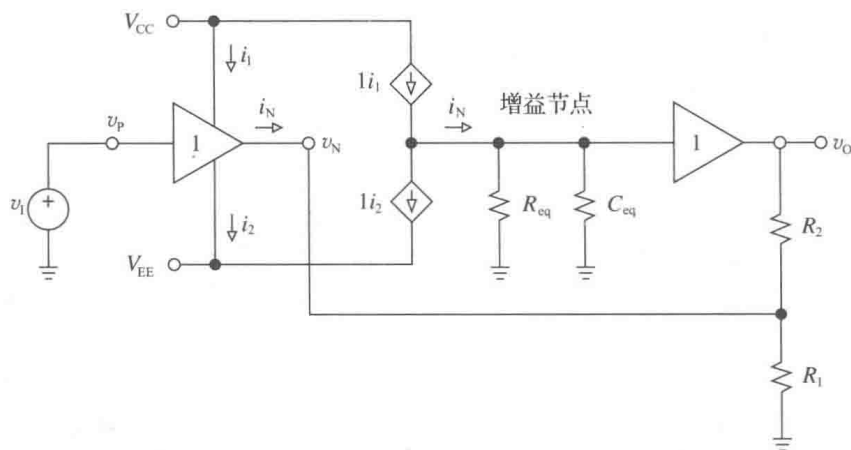 V_CC
i_1
1i_1
i_N
i_N
增益节点
v_P
1
v_N
1
v_O
v_I
+
1i_2
R_eq
C_eq
R_2
i_2
V_EE
R_1